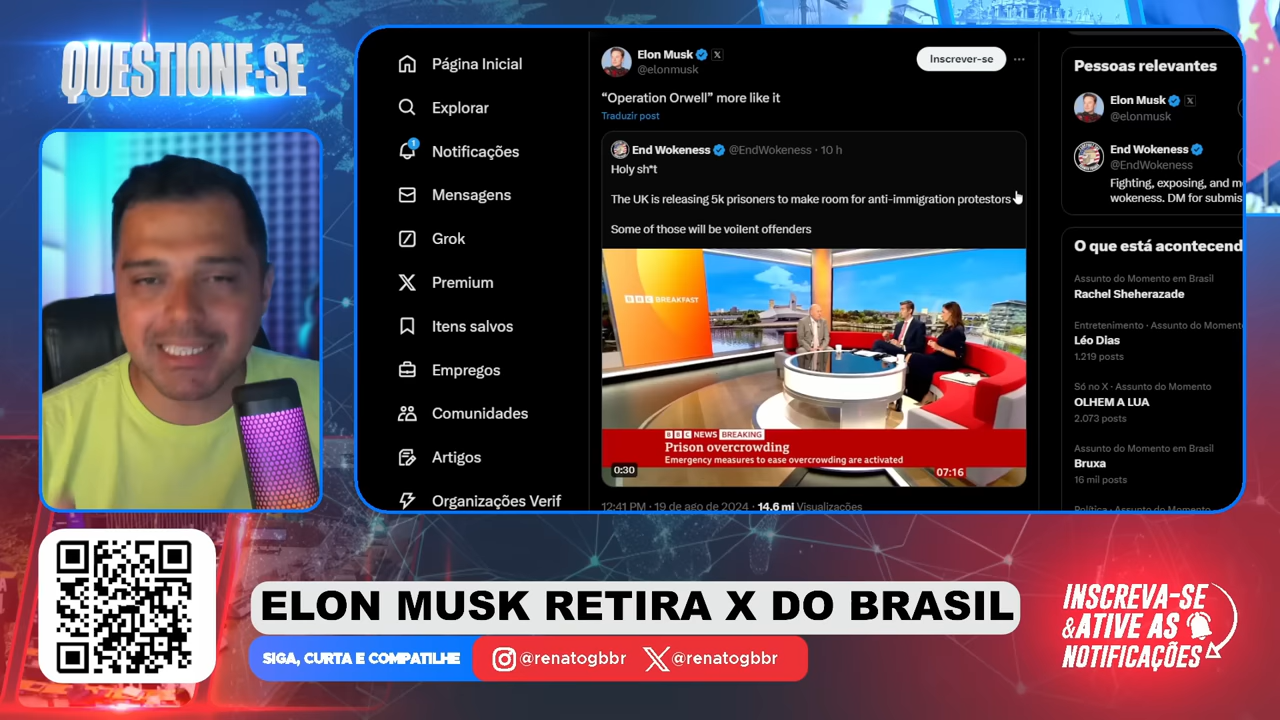 QUESTIONE-SE
Página Inicial
Explorar
1
Notificações
Mensagens
Grok
Premium
Itens salvos
Empregos
Comunidades
Artigos
Organizações Verif
Elon Musk
@elonmusk
Inscrever-se
“Operation Orwell” more like it
Traduzir post
End Wokeness @EndWokeness · 10 h
Holy sh*t
The UK is releasing 5k prisoners to make room for anti-immigration protestors
Some of those will be voilent offenders
BBC BREAKFAST
BBC NEWS BREAKING
Prison overcrowding
Emergency measures to ease overcrowding are activated
0:30
07:16
12:41 PM · 19 de ago de 2024 · 14,6 mi Visualizações
Pessoas relevantes
Elon Musk
@elonmusk
End Wokeness
@EndWokeness
Fighting, exposing, and m
wokeness. DM for submis
O que está acontecend
Assunto do Momento em Brasil
Rachel Sheherazade
Entretenimento · Assunto do Moment
Léo Dias
1.219 posts
Só no X · Assunto do Momento
OLHEM A LUA
2.073 posts
Assunto do Momento em Brasil
Bruxa
16 mil posts
ELON MUSK RETIRA X DO BRASIL
SIGA, CURTA E COMPATILHE
@renatogbbr
@renatogbbr
INSCREVA-SE
&ATIVE AS
NOTIFICAÇÕES